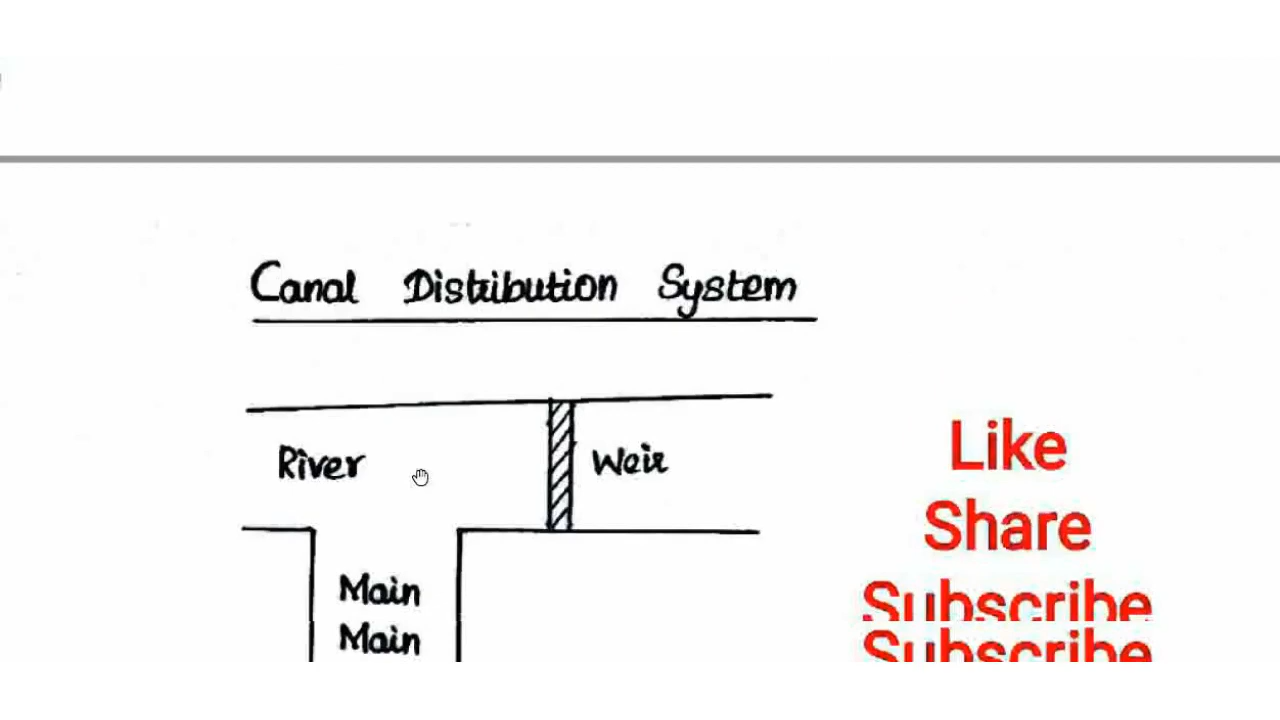 Canal Distribution System
River
Weir
Main
Main
Like
Share
Subscribe
Subscribe